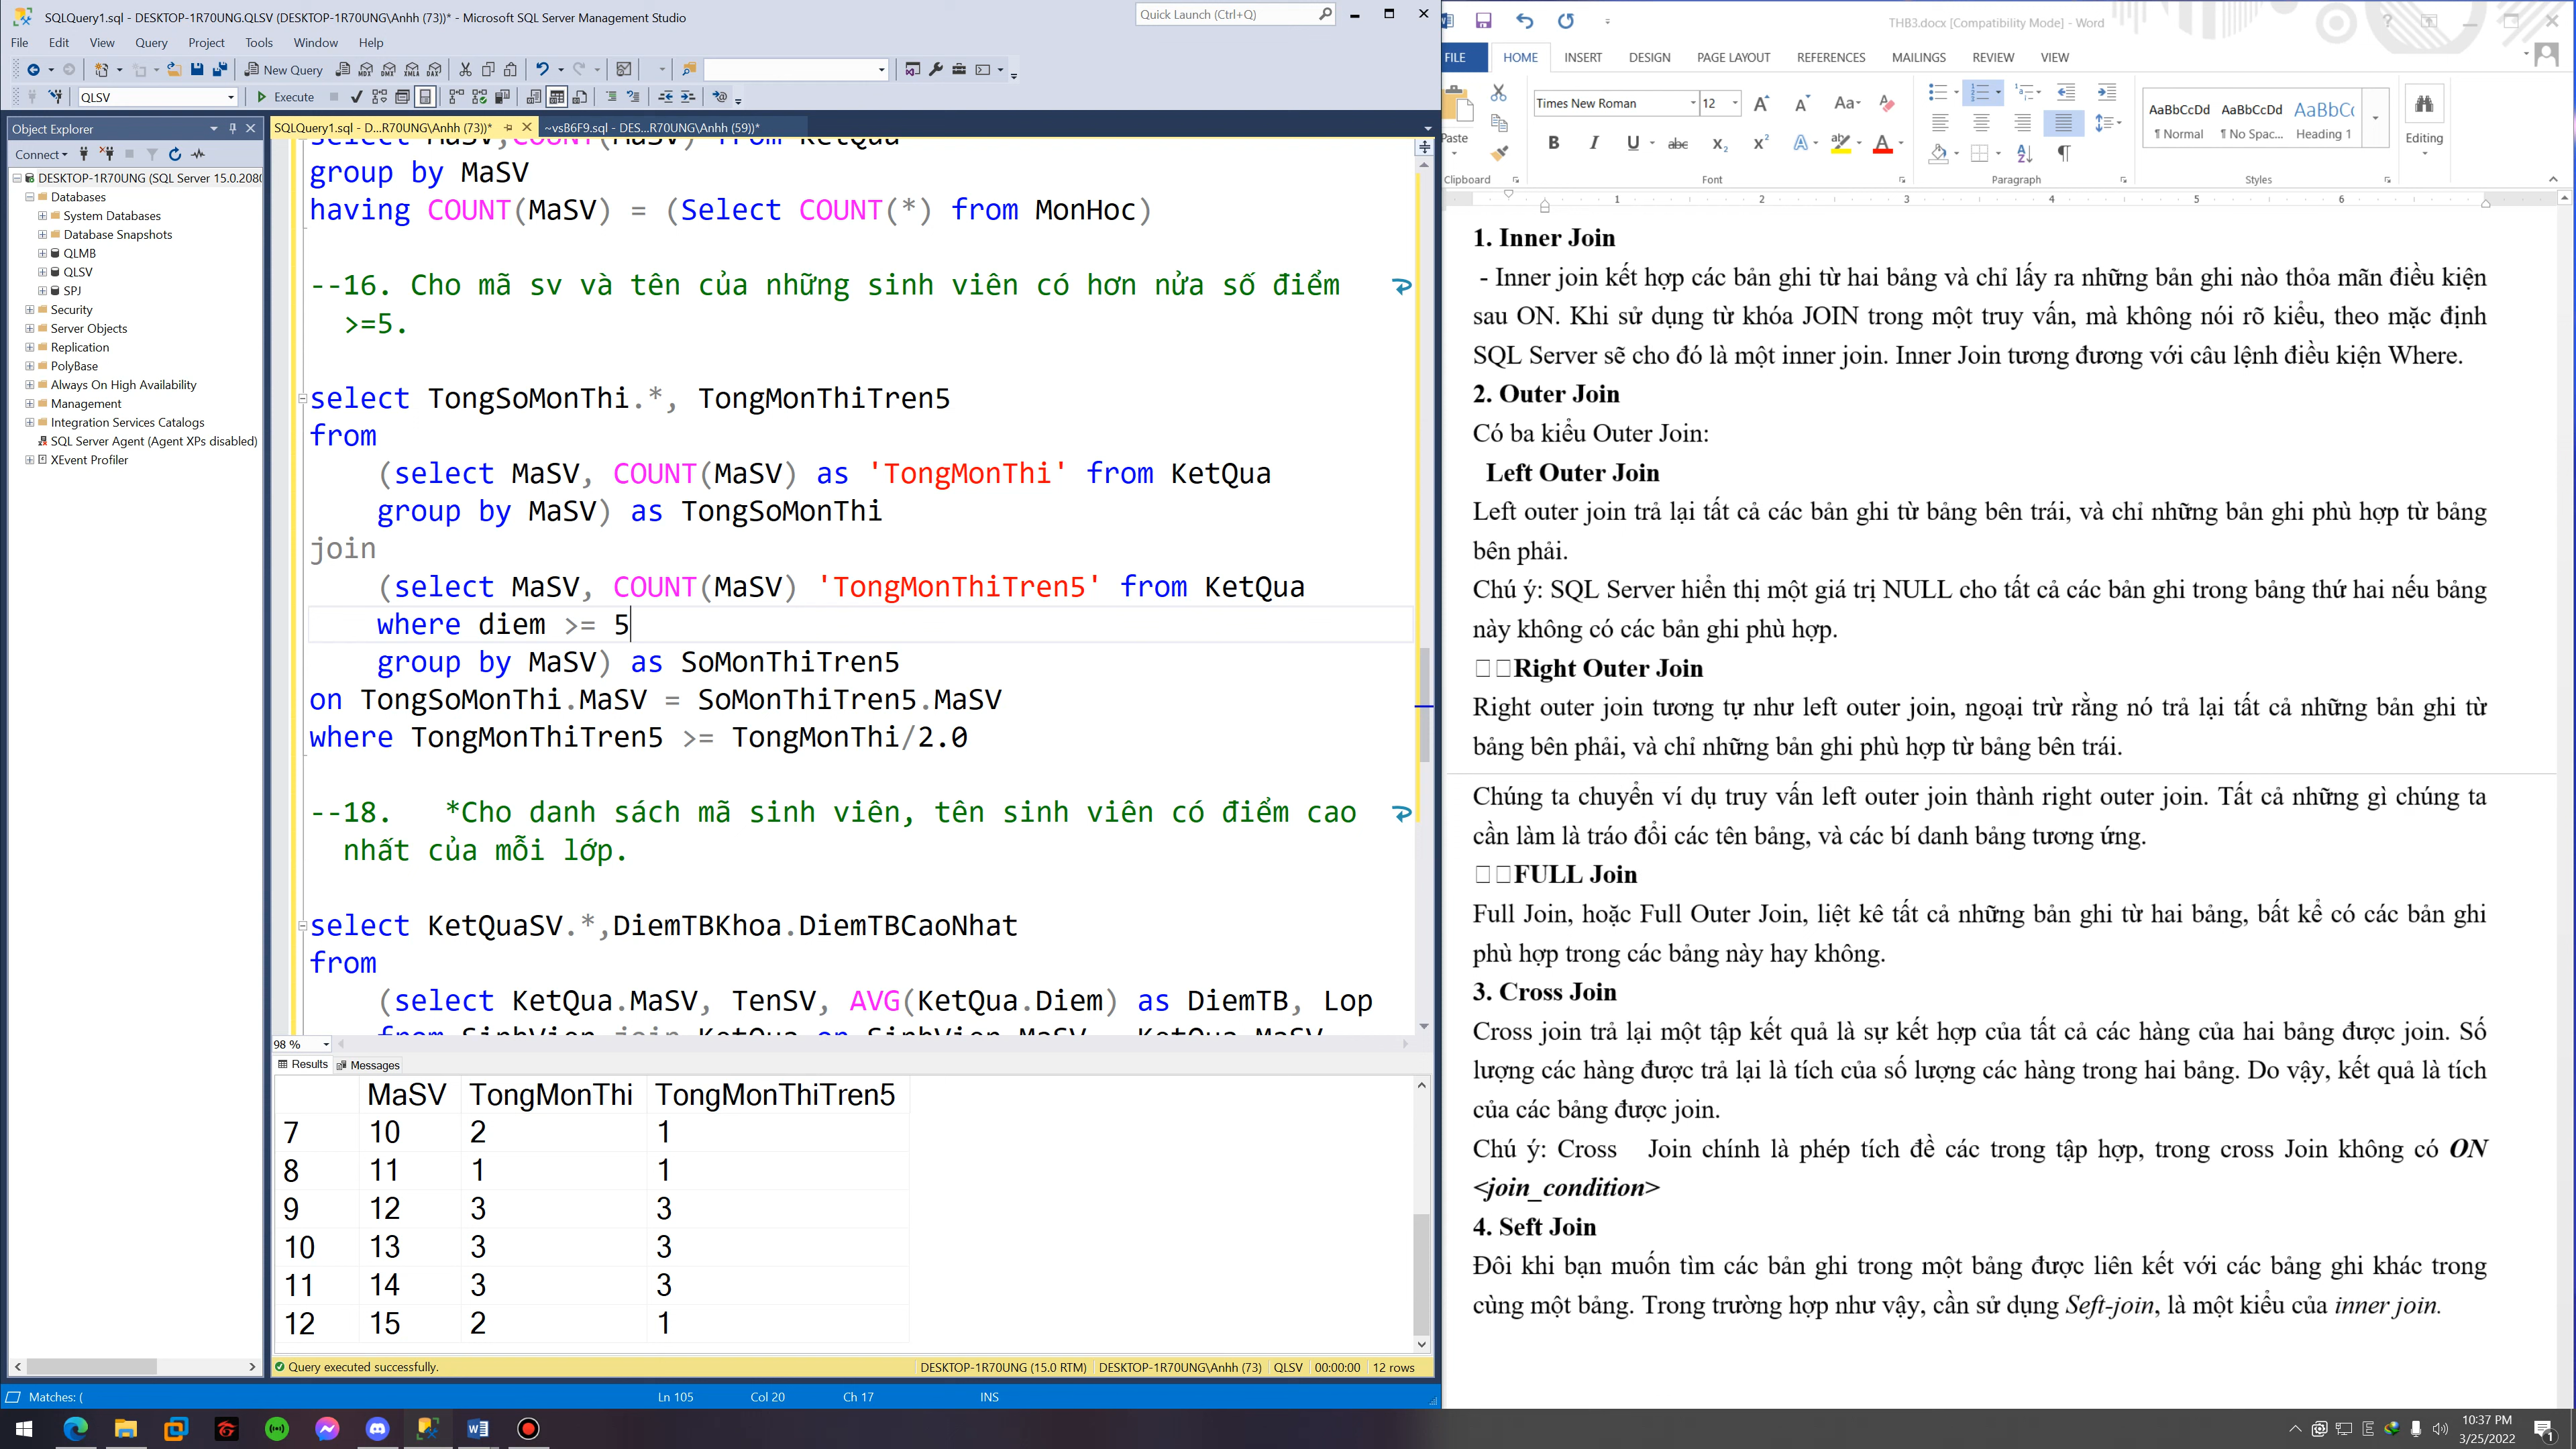 SQLQuery1.sql - DESKTOP-1R70UNG.QLSV (DESKTOP-1R70UNG\Anhh (73))* - Microsoft SQL Server Management Studio
Quick Launch (Ctrl+Q)
File Edit View Query Project Tools Window Help
New Query
MDX DMX XMLA DAX
QLSV
Execute
Object Explorer
Connect
DESKTOP-1R70UNG (SQL Server 15.0.2080
Databases
System Databases
Database Snapshots
QLMB
QLSV
SPJ
Security
Server Objects
Replication
PolyBase
Always On High Availability
Management
Integration Services Catalogs
SQL Server Agent (Agent XPs disabled)
XEvent Profiler
SQLQuery1.sql - D...R70UNG\Anhh (73))*
~vsB6F9.sql - DES...R70UNG\Anhh (59))*
select MaSV,COUNT(MaSV) from KetQua
group by MaSV
having COUNT(MaSV) = (Select COUNT(*) from MonHoc)
--16. Cho mã sv và tên của những sinh viên có hơn nửa số điểm
>=5.
select TongSoMonThi.*, TongMonThiTren5
from
(select MaSV, COUNT(MaSV) as 'TongMonThi' from KetQua
group by MaSV) as TongSoMonThi
join
(select MaSV, COUNT(MaSV) 'TongMonThiTren5' from KetQua
where diem >= 5
group by MaSV) as SoMonThiTren5
on TongSoMonThi.MaSV = SoMonThiTren5.MaSV
where TongMonThiTren5 >= TongMonThi/2.0
--18. *Cho danh sách mã sinh viên, tên sinh viên có điểm cao
nhất của mỗi lớp.
select KetQuaSV.*,DiemTBKhoa.DiemTBCaoNhat
from
(select KetQua.MaSV, TenSV, AVG(KetQua.Diem) as DiemTB, Lop
from SinhVien join KetQua on SinhVien.MaSV = KetQua.MaSV
98 %
Results Messages
MaSV TongMonThi TongMonThiTren5
7 10 2 1
8 11 1 1
9 12 3 3
10 13 3 3
11 14 3 3
12 15 2 1
Query executed successfully.
DESKTOP-1R70UNG (15.0 RTM) DESKTOP-1R70UNG\Anhh (73) QLSV 00:00:00 12 rows
Matches: (
Ln 105 Col 20 Ch 17 INS
THB3.docx [Compatibility Mode] - Word
FILE HOME INSERT DESIGN PAGE LAYOUT REFERENCES MAILINGS REVIEW VIEW
Paste
Times New Roman 12
Clipboard Font Paragraph Styles
AaBbCcDd AaBbCcDd AaBbC(
¶ Normal ¶ No Spac... Heading 1
Editing
1 2 3 4 5 6
1. Inner Join
- Inner join kết hợp các bản ghi từ hai bảng và chỉ lấy ra những bản ghi nào thỏa mãn điều kiện
sau ON. Khi sử dụng từ khóa JOIN trong một truy vấn, mà không nói rõ kiểu, theo mặc định
SQL Server sẽ cho đó là một inner join. Inner Join tương đương với câu lệnh điều kiện Where.
2. Outer Join
Có ba kiểu Outer Join:
Left Outer Join
Left outer join trả lại tất cả các bản ghi từ bảng bên trái, và chỉ những bản ghi phù hợp từ bảng
bên phải.
Chú ý: SQL Server hiển thị một giá trị NULL cho tất cả các bản ghi trong bảng thứ hai nếu bảng
này không có các bản ghi phù hợp.
Right Outer Join
Right outer join tương tự như left outer join, ngoại trừ rằng nó trả lại tất cả những bản ghi từ
bảng bên phải, và chỉ những bản ghi phù hợp từ bảng bên trái.
Chúng ta chuyển ví dụ truy vấn left outer join thành right outer join. Tất cả những gì chúng ta
cần làm là tráo đổi các tên bảng, và các bí danh bảng tương ứng.
FULL Join
Full Join, hoặc Full Outer Join, liệt kê tất cả những bản ghi từ hai bảng, bất kể có các bản ghi
phù hợp trong các bảng này hay không.
3. Cross Join
Cross join trả lại một tập kết quả là sự kết hợp của tất cả các hàng của hai bảng được join. Số
lượng các hàng được trả lại là tích của số lượng các hàng trong hai bảng. Do vậy, kết quả là tích
của các bảng được join.
Chú ý: Cross Join chính là phép tích đề các trong tập hợp, trong cross Join không có ON
<join_condition>
4. Seft Join
Đôi khi bạn muốn tìm các bản ghi trong một bảng được liên kết với các bảng ghi khác trong
cùng một bảng. Trong trường hợp như vậy, cần sử dụng Seft-join, là một kiểu của inner join.
10:37 PM
3/25/2022